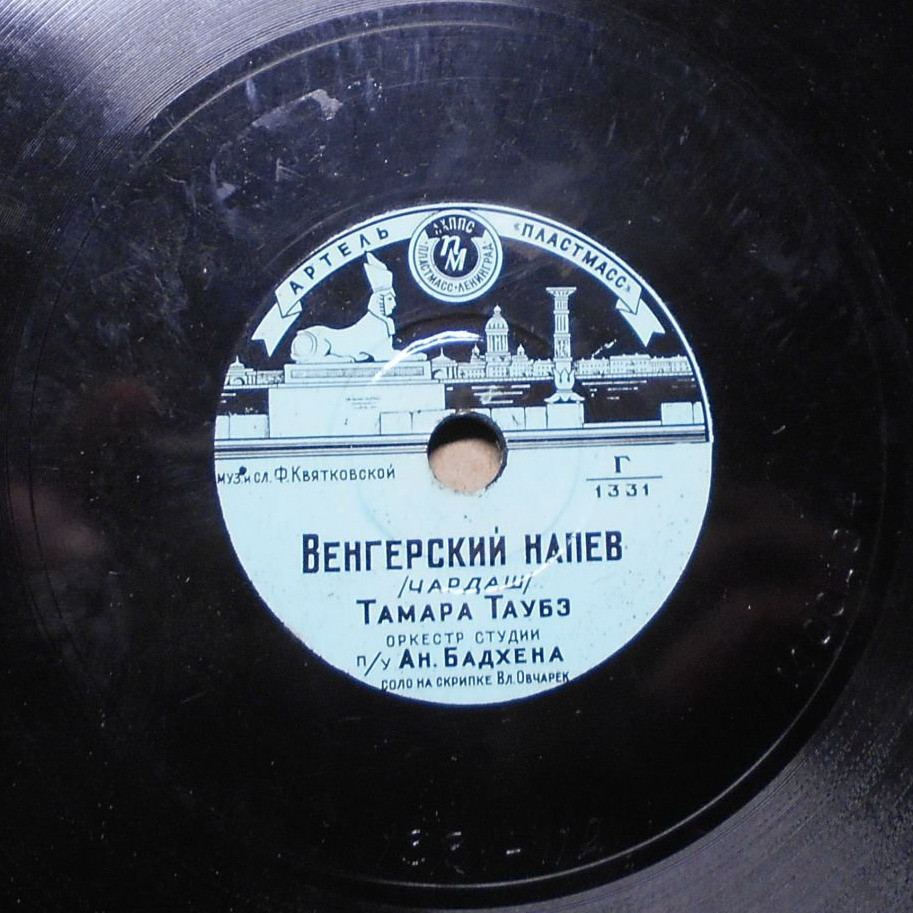 АРТЕЛЬ «ПЛАСТМАСС»
ЛХППС
ПМ
ПЛАСТМАСС•ЛЕНИНГРАД
МУЗ. И СЛ. Ф. КВЯТКОВСКОЙ
Г
1331
ВЕНГЕРСКИЙ НАПЕВ
/ЧАРДАШ/
ТАМАРА ТАУБЭ
ОРКЕСТР СТУДИИ
П/У АН. БАДХЕНА
СОЛО НА СКРИПКЕ ВЛ. ОВЧАРЕК